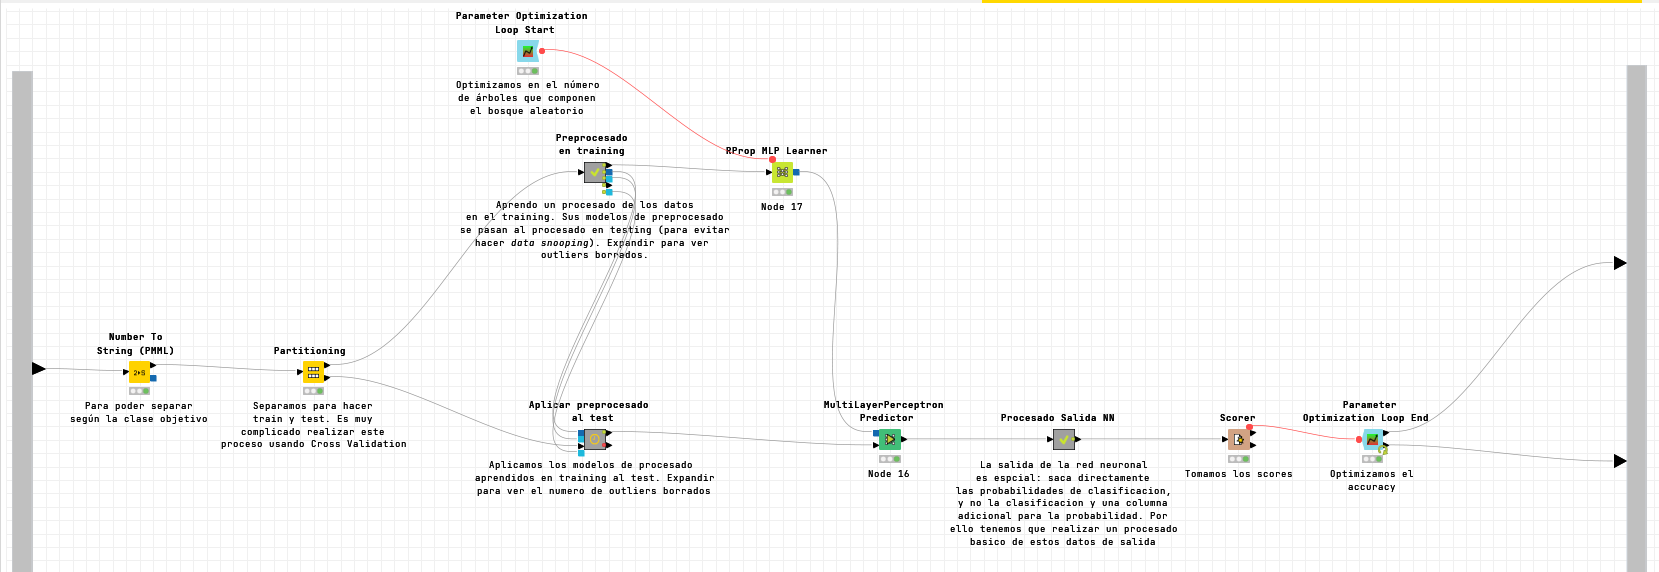 Parameter Optimization
Loop Start
Optimizamos en el número
de árboles que componen
el bosque aleatorio
Preprocesado
en training
Aprendo un procesado de los datos
en el training. Sus modelos de preprocesado
se pasan al procesado en testing (para evitar
hacer data snooping). Expandir para ver
outliers borrados.
RProp MLP Learner
Node 17
Number To
String (PMML)
2▸S
Para poder separar
según la clase objetivo
Partitioning
Separamos para hacer
train y test. Es muy
complicado realizar este
proceso usando Cross Validation
Aplicar preprocesado
al test
Aplicamos los modelos de procesado
aprendidos en training al test. Expandir
para ver el numero de outliers borrados
MultiLayerPerceptron
Predictor
Node 16
Procesado Salida NN
La salida de la red neuronal
es espcial: saca directamente
las probabilidades de clasificacion,
y no la clasificacion y una columna
adicional para la probabilidad. Por
ello tenemos que realizar un procesado
basico de estos datos de salida
Scorer
Tomamos los scores
Parameter
Optimization Loop End
Optimizamos el
accuracy